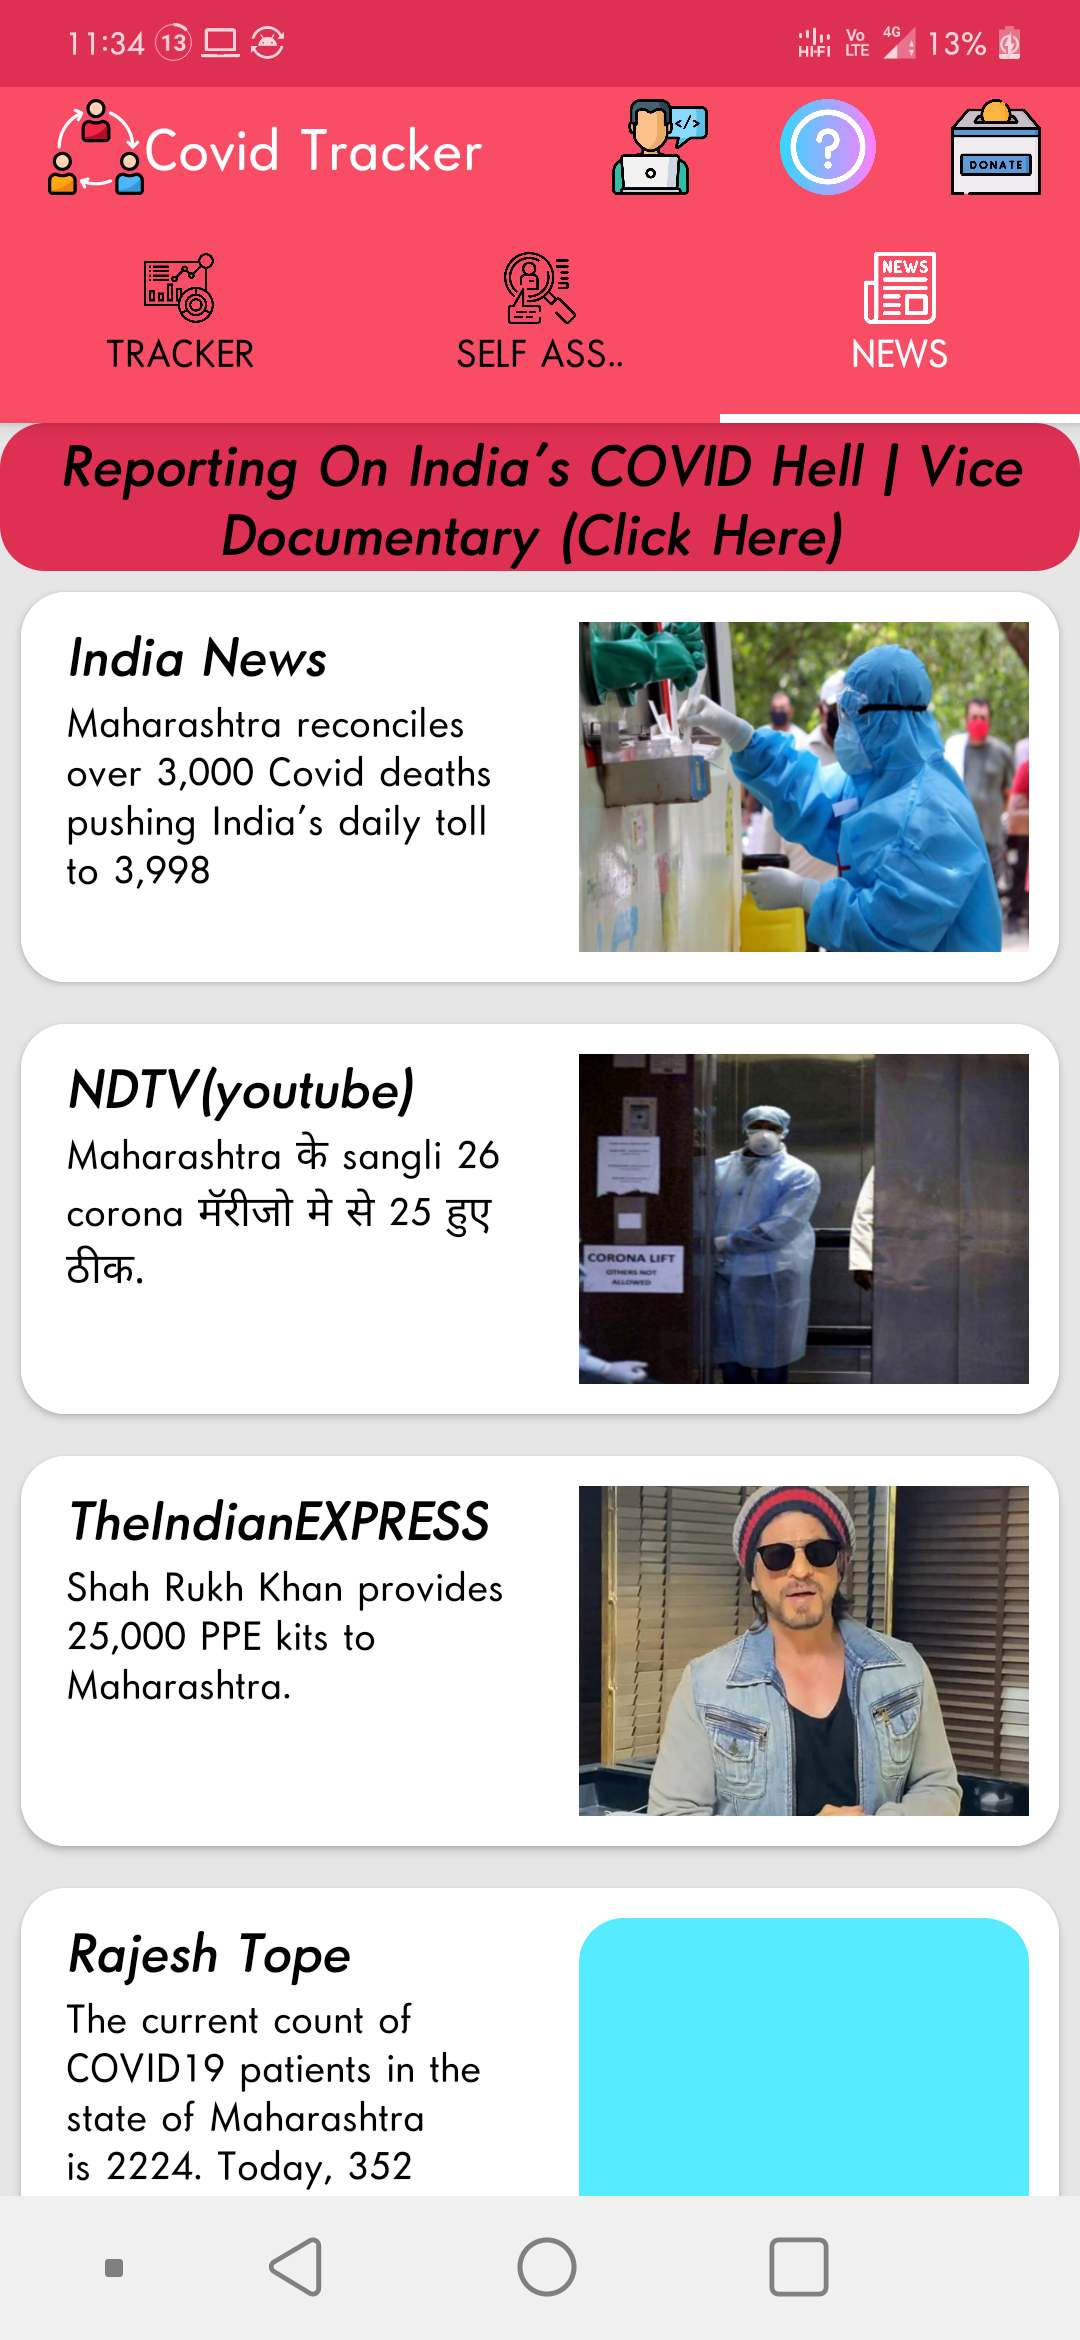 11:34 13 HI-FI Vo LTE 4G 13%
Covid Tracker
</>
?
DONATE
NEWS
TRACKER SELF ASS.. NEWS
Reporting On India's COVID Hell | Vice
Documentary (Click Here)
India News
Maharashtra reconciles
over 3,000 Covid deaths
pushing India's daily toll
to 3,998
NDTV(youtube)
Maharashtra के sangli 26
corona मॅरीजो मे से 25 हुए
ठीक.
CORONA LIFT
OTHERS NOT
ALLOWED
TheIndianEXPRESS
Shah Rukh Khan provides
25,000 PPE kits to
Maharashtra.
Rajesh Tope
The current count of
COVID19 patients in the
state of Maharashtra
is 2224. Today, 352